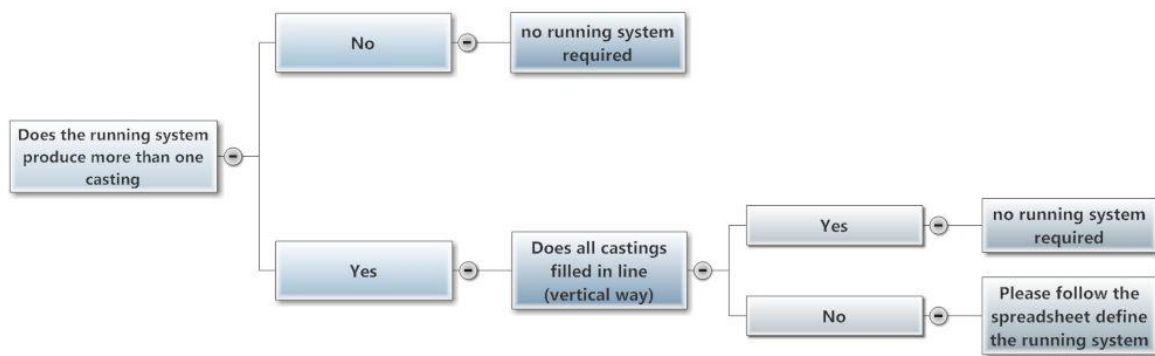 No
no running system
required
Does the running system
produce more than one
casting
Yes
Does all castings
filled in line
(vertical way)
Yes
no running system
required
No
Please follow the
spreadsheet define
the running system